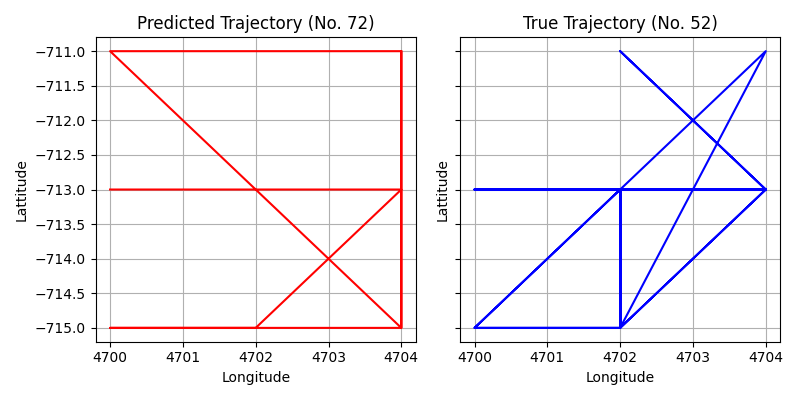 Predicted Trajectory (No. 72)
True Trajectory (No. 52)
−711.0
−711.5
−712.0
−712.5
−713.0
−713.5
−714.0
−714.5
−715.0
Lattitude
Lattitude
4700 4701 4702 4703 4704
4700 4701 4702 4703 4704
Longitude
Longitude